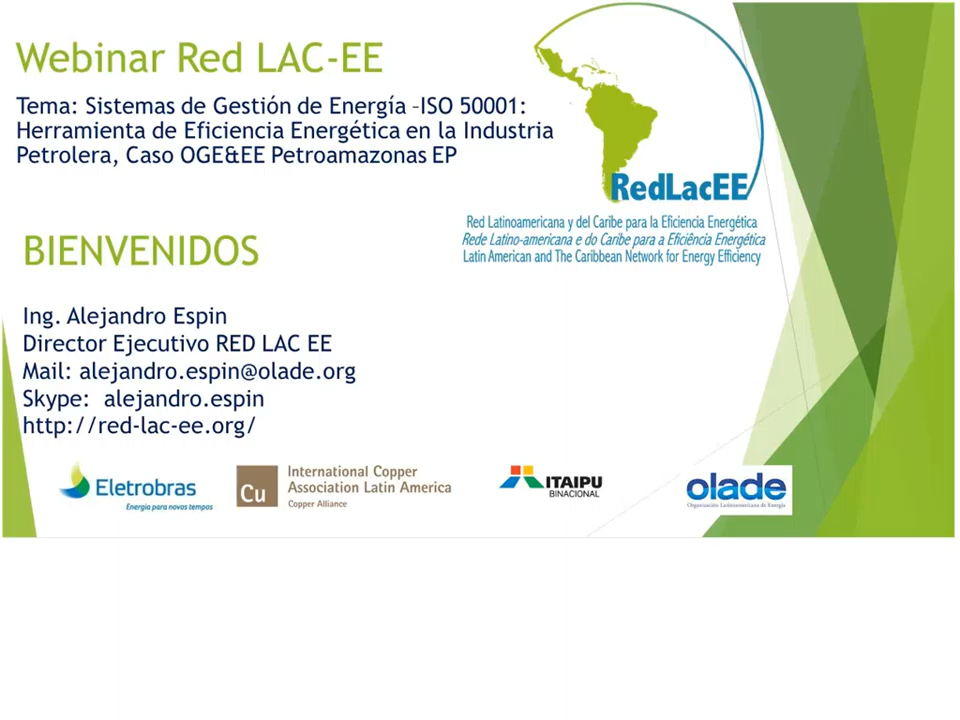 Webinar Red LAC-EE
Tema: Sistemas de Gestión de Energía –ISO 50001:
Herramienta de Eficiencia Energética en la Industria
Petrolera, Caso OGE&EE Petroamazonas EP
RedLacEE
Red Latinoamericana y del Caribe para la Eficiencia Energética
Rede Latino-americana e do Caribe para a Eficiência Energética
Latin American and The Caribbean Network for Energy Efficiency
BIENVENIDOS
Ing. Alejandro Espin
Director Ejecutivo RED LAC EE
Mail: alejandro.espin@olade.org
Skype: alejandro.espin
http://red-lac-ee.org/
Eletrobras
Energia para novos tempos
Cu
International Copper
Association Latin America
Copper Alliance
ITAIPU
BINACIONAL
olade
Organización Latinoamericana de Energía